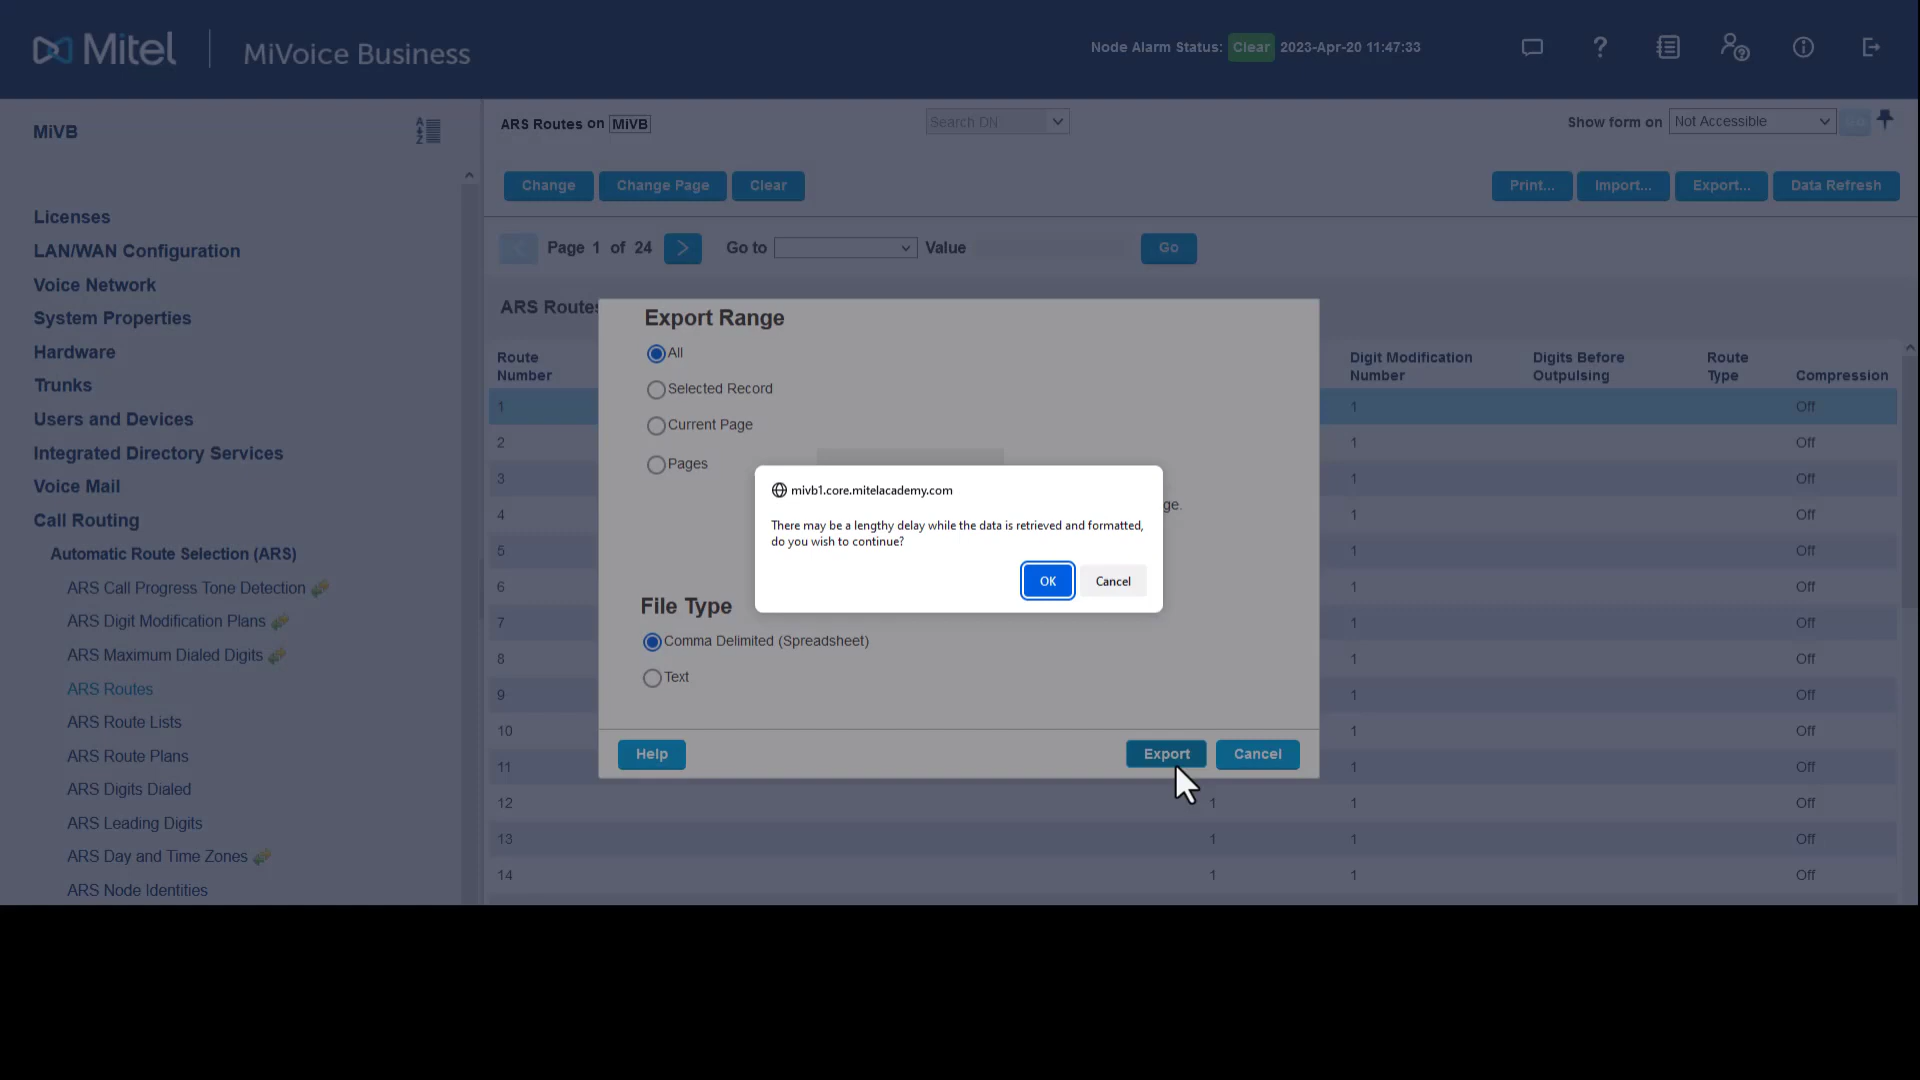 Mitel
MiVoice Business
Node Alarm Status: Clear 2023-Apr-20 11:47:33
MiVB
ARS Routes on MiVB
Search DN
Show form on Not Accessible
Change Change Page Clear
Print... Import... Export... Data Refresh
Page 1 of 24 > Go to Value Go
Licenses
LAN/WAN Configuration
Voice Network
System Properties
Hardware
Trunks
Users and Devices
Integrated Directory Services
Voice Mail
Call Routing
Automatic Route Selection (ARS)
ARS Call Progress Tone Detection
ARS Digit Modification Plans
ARS Maximum Dialed Digits
ARS Routes
ARS Route Lists
ARS Route Plans
ARS Digits Dialed
ARS Leading Digits
ARS Day and Time Zones
ARS Node Identities
ARS Routes
Route Number
Digit Modification Number
Digits Before Outpulsing
Route Type
Compression
1 1 Off
2 1 Off
3 1 Off
4 1 Off
5 1 Off
6 1 Off
7 1 Off
8 1 Off
9 1 Off
10 1 Off
11 1 Off
12 1 1 Off
13 1 1 Off
14 1 1 Off
Export Range
All
Selected Record
Current Page
Pages
ge.
File Type
Comma Delimited (Spreadsheet)
Text
Help Export Cancel
mivb1.core.mitelacademy.com
There may be a lengthy delay while the data is retrieved and formatted,
do you wish to continue?
OK Cancel